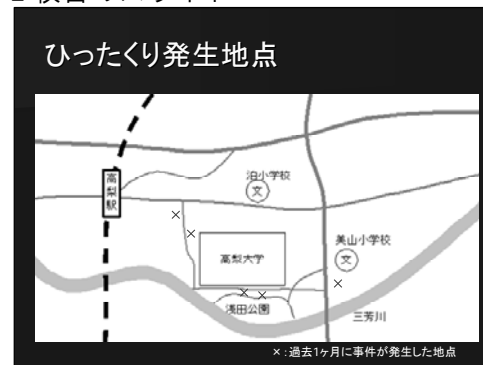 ひったくり発生地点
高梨駅
泊小学校
文
高梨大学
美山小学校
文
浅田公園
三芳川
×:過去1ヶ月に事件が発生した地点